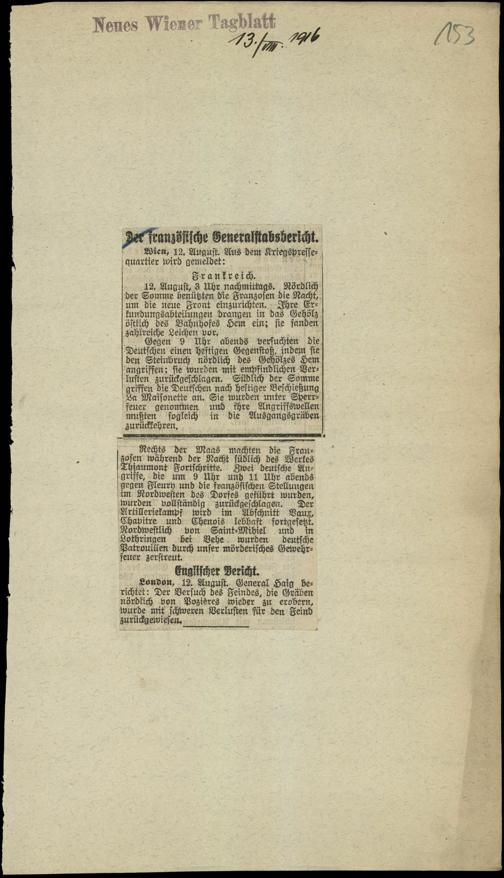 Neues Wiener Tagblatt
13./VIII. 1916
153
Der französische Generalstabsbericht.
Wien, 12. August. Aus dem Kriegspresse-
quartier wird gemeldet:
Frankreich.
12. August, 3 Uhr nachmittags. Nördlich
der Somme benützten die Franzosen die Nacht,
um die neue Front einzurichten. Ihre Er-
kundungsabteilungen drangen in das Gehölz
östlich des Bahnhofes Hem ein; sie fanden
zahlreiche Leichen vor.
Gegen 9 Uhr abends versuchten die
Deutschen einen heftigen Gegenstoß, indem sie
den Steinbruch nördlich des Gehölzes Hem
angriffen; sie wurden mit empfindlichen Ver-
lusten zurückgeschlagen. Südlich der Somme
griffen die Deutschen nach heftiger Beschießung
La Maisonette an. Sie wurden unter Sperr-
feuer genommen und ihre Angriffswellen
mußten sogleich in die Ausgangsgräben
zurückkehren.
Rechts der Maas machten die Fran-
zosen während der Nacht südlich des Werkes
Thiaumont Fortschritte. Zwei deutsche An-
griffe, die um 9 Uhr und 11 Uhr abends
gegen Fleury und die französischen Stellungen
im Nordwesten des Dorfes geführt wurden,
wurden vollständig zurückgeschlagen. Der
Artilleriekampf wird im Abschnitt Vaux,
Chapitre und Chenois lebhaft fortgesetzt.
Nordwestlich von Saint-Mihiel und in
Lothringen bei Veho wurden deutsche
Patrouillen durch unser mörderisches Gewehr-
feuer zerstreut.
Englischer Bericht.
London, 12. August. General Haig be-
richtet: Der Versuch des Feindes, die Gräben
nördlich von Pozières wieder zu erobern,
wurde mit schweren Verlusten für den Feind
zurückgewiesen.